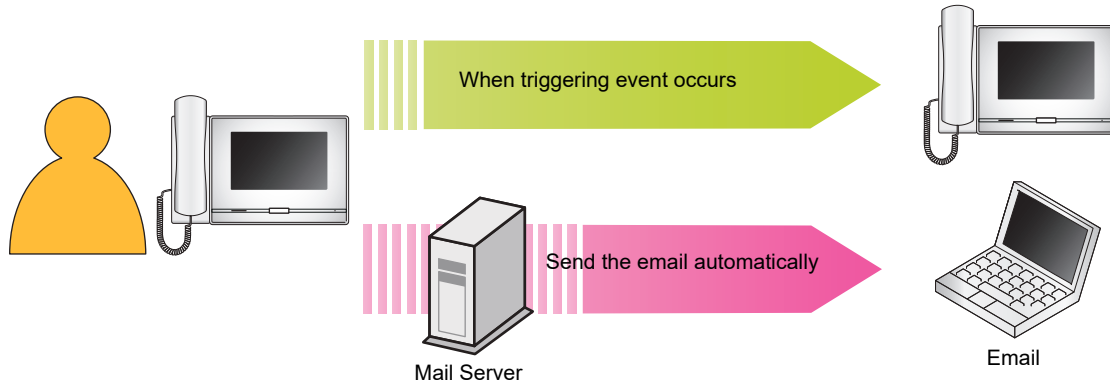 When triggering event occurs
Send the email automatically
Mail Server
Email